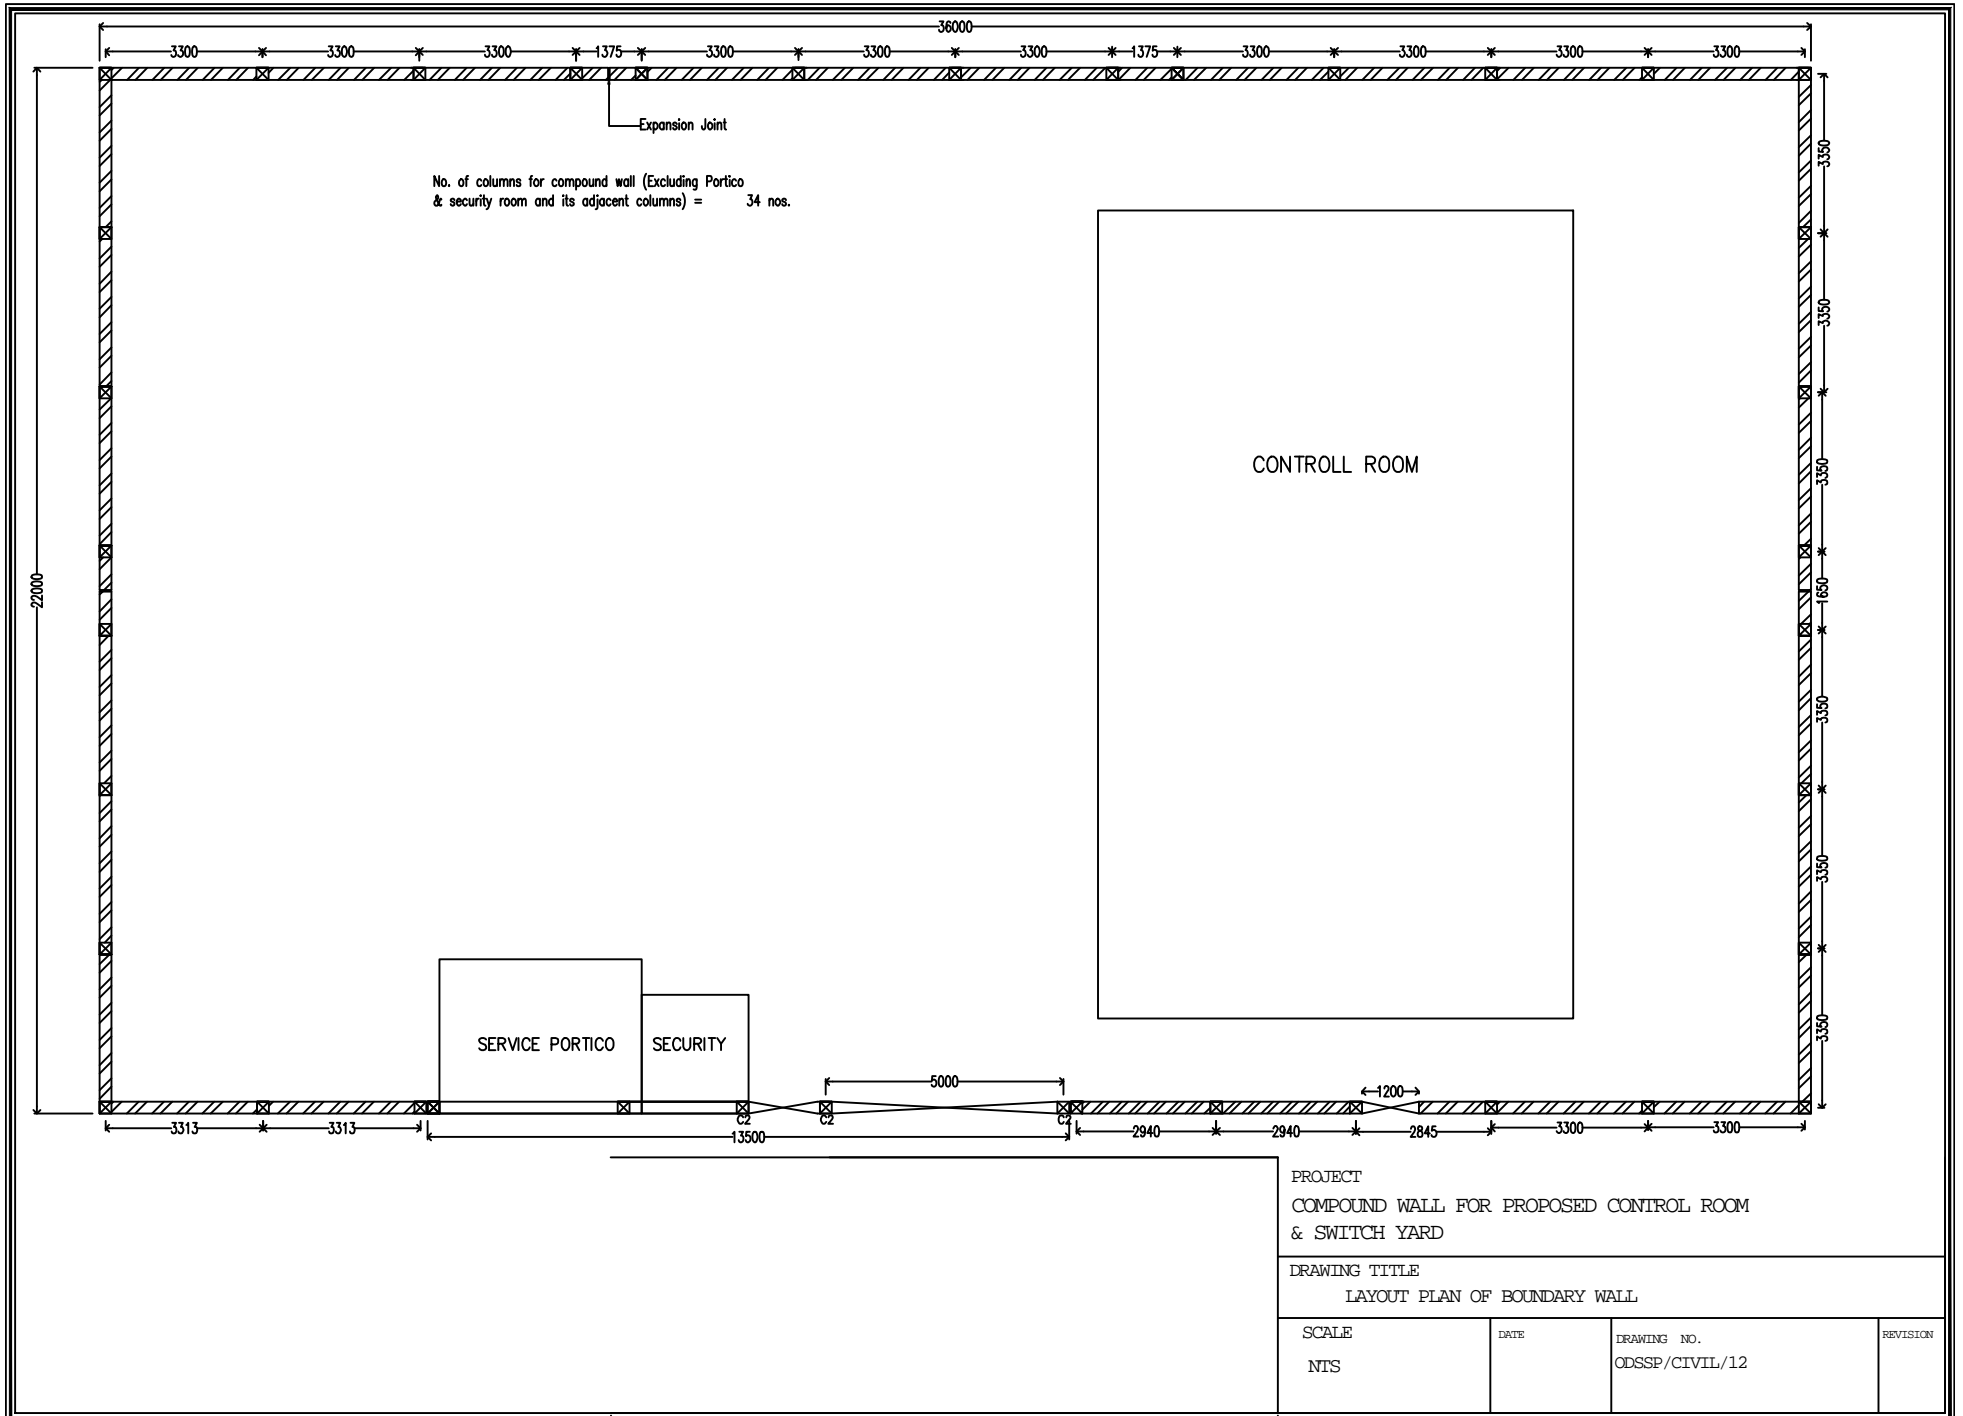 36000
3300 3300 3300 1375 3300 3300 3300 1375 3300 3300 3300 3300
Expansion Joint
No. of columns for compound wall (Excluding Portico
& security room and its adjacent columns) = 34 nos.
3350
3350
CONTROLL ROOM
3350
22000
1650
3350
3350
3350
SERVICE PORTICO
SECURITY
5000
1200
C2 C2 C2
3313 3313 13500 2940 2940 2845 3300 3300
PROJECT
COMPOUND WALL FOR PROPOSED CONTROL ROOM
& SWITCH YARD
DRAWING TITLE
LAYOUT PLAN OF BOUNDARY WALL
SCALE
NTS
DATE
DRAWING NO.
ODSSP/CIVIL/12
REVISION